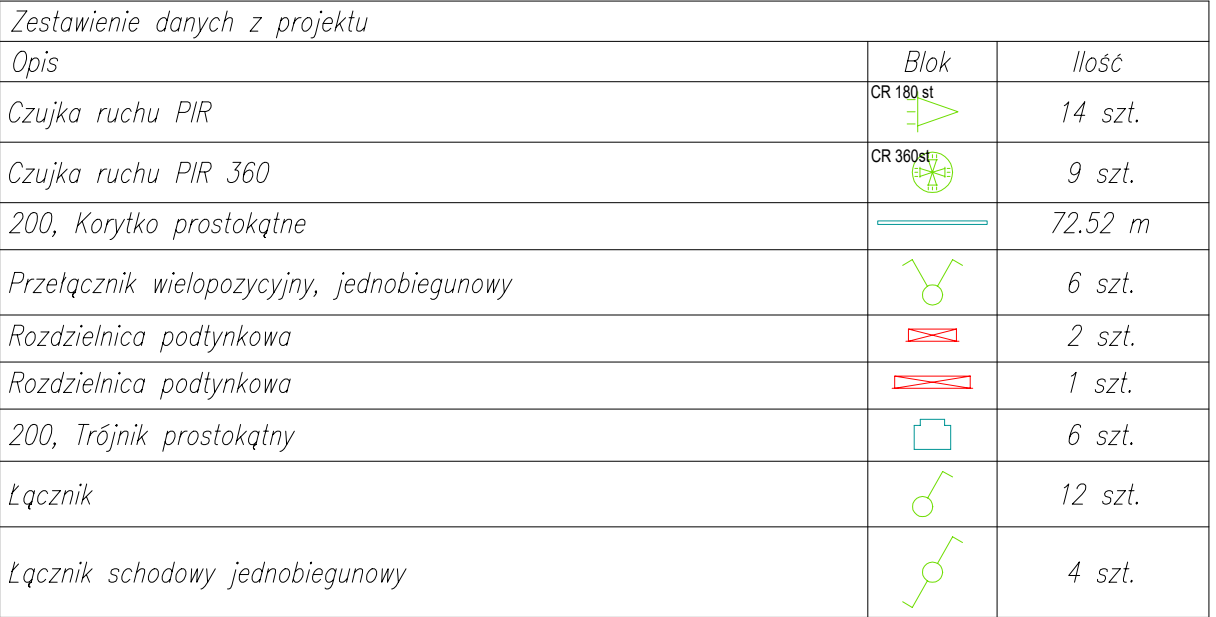 Zestawienie danych z projektu
Opis Blok Ilość
Czujka ruchu PIR CR 180 st 14 szt.
Czujka ruchu PIR 360 CR 360st 9 szt.
200, Korytko prostokątne 72.52 m
Przełącznik wielopozycyjny, jednobiegunowy 6 szt.
Rozdzielnica podtynkowa 2 szt.
Rozdzielnica podtynkowa 1 szt.
200, Trójnik prostokątny 6 szt.
Łącznik 12 szt.
Łącznik schodowy jednobiegunowy 4 szt.